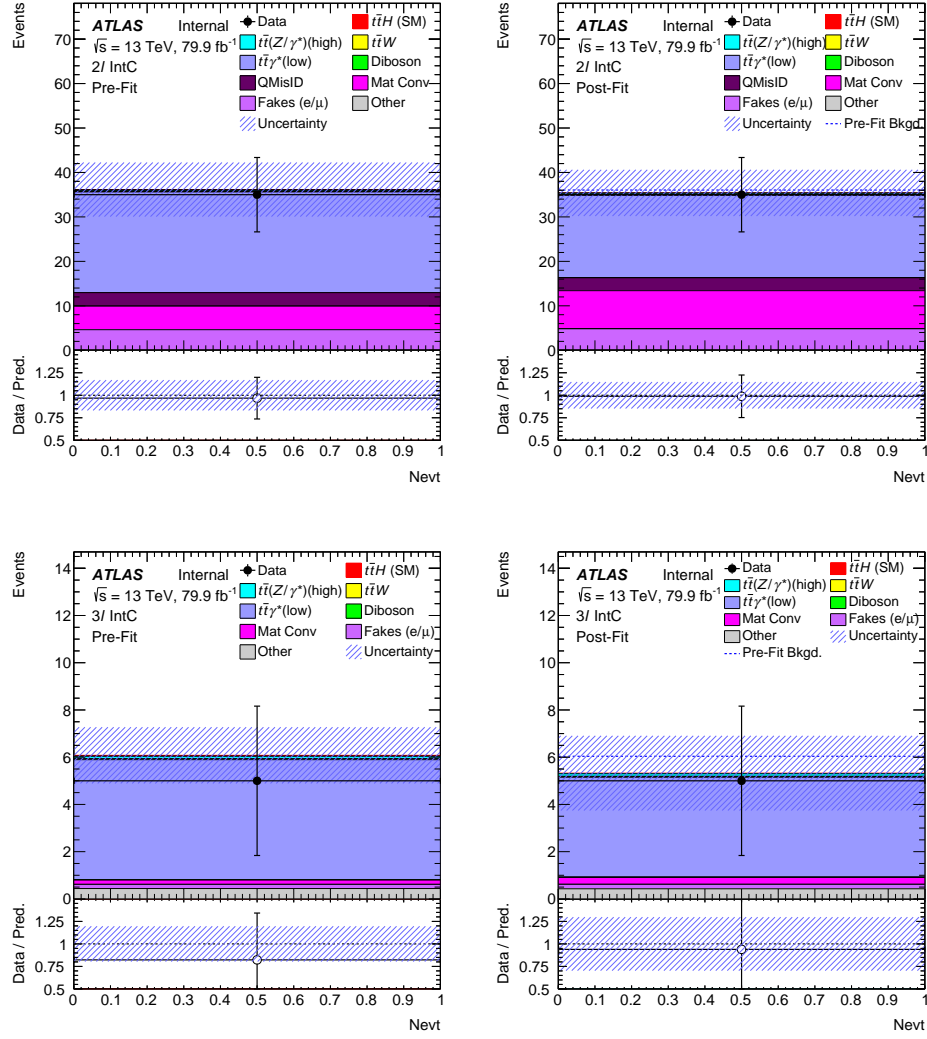 Events
70
60
50
40
30
20
10
0
ATLAS Internal
√s = 13 TeV, 79.9 fb⁻¹
2l IntC
Pre-Fit
Data
tt̄H (SM)
tt̄(Z/γ*)(high)
tt̄W
tt̄γ*(low)
Diboson
QMisID
Mat Conv
Fakes (e/μ)
Other
Uncertainty
Data / Pred.
1.25
1
0.75
0.5
0 0.1 0.2 0.3 0.4 0.5 0.6 0.7 0.8 0.9 1
Nevt
Events
70
60
50
40
30
20
10
0
ATLAS Internal
√s = 13 TeV, 79.9 fb⁻¹
2l IntC
Post-Fit
Data
tt̄H (SM)
tt̄(Z/γ*)(high)
tt̄W
tt̄γ*(low)
Diboson
QMisID
Mat Conv
Fakes (e/μ)
Other
Uncertainty
Pre-Fit Bkgd.
Data / Pred.
1.25
1
0.75
0.5
0 0.1 0.2 0.3 0.4 0.5 0.6 0.7 0.8 0.9 1
Nevt
Events
14
12
10
8
6
4
2
0
ATLAS Internal
√s = 13 TeV, 79.9 fb⁻¹
3l IntC
Pre-Fit
Data
tt̄H (SM)
tt̄(Z/γ*)(high)
tt̄W
tt̄γ*(low)
Diboson
Mat Conv
Fakes (e/μ)
Other
Uncertainty
Data / Pred.
1.25
1
0.75
0.5
0 0.1 0.2 0.3 0.4 0.5 0.6 0.7 0.8 0.9 1
Nevt
Events
14
12
10
8
6
4
2
0
ATLAS Internal
√s = 13 TeV, 79.9 fb⁻¹
3l IntC
Post-Fit
Data
tt̄H (SM)
tt̄(Z/γ*)(high)
tt̄W
tt̄γ*(low)
Diboson
Mat Conv
Fakes (e/μ)
Other
Uncertainty
Pre-Fit Bkgd.
Data / Pred.
1.25
1
0.75
0.5
0 0.1 0.2 0.3 0.4 0.5 0.6 0.7 0.8 0.9 1
Nevt